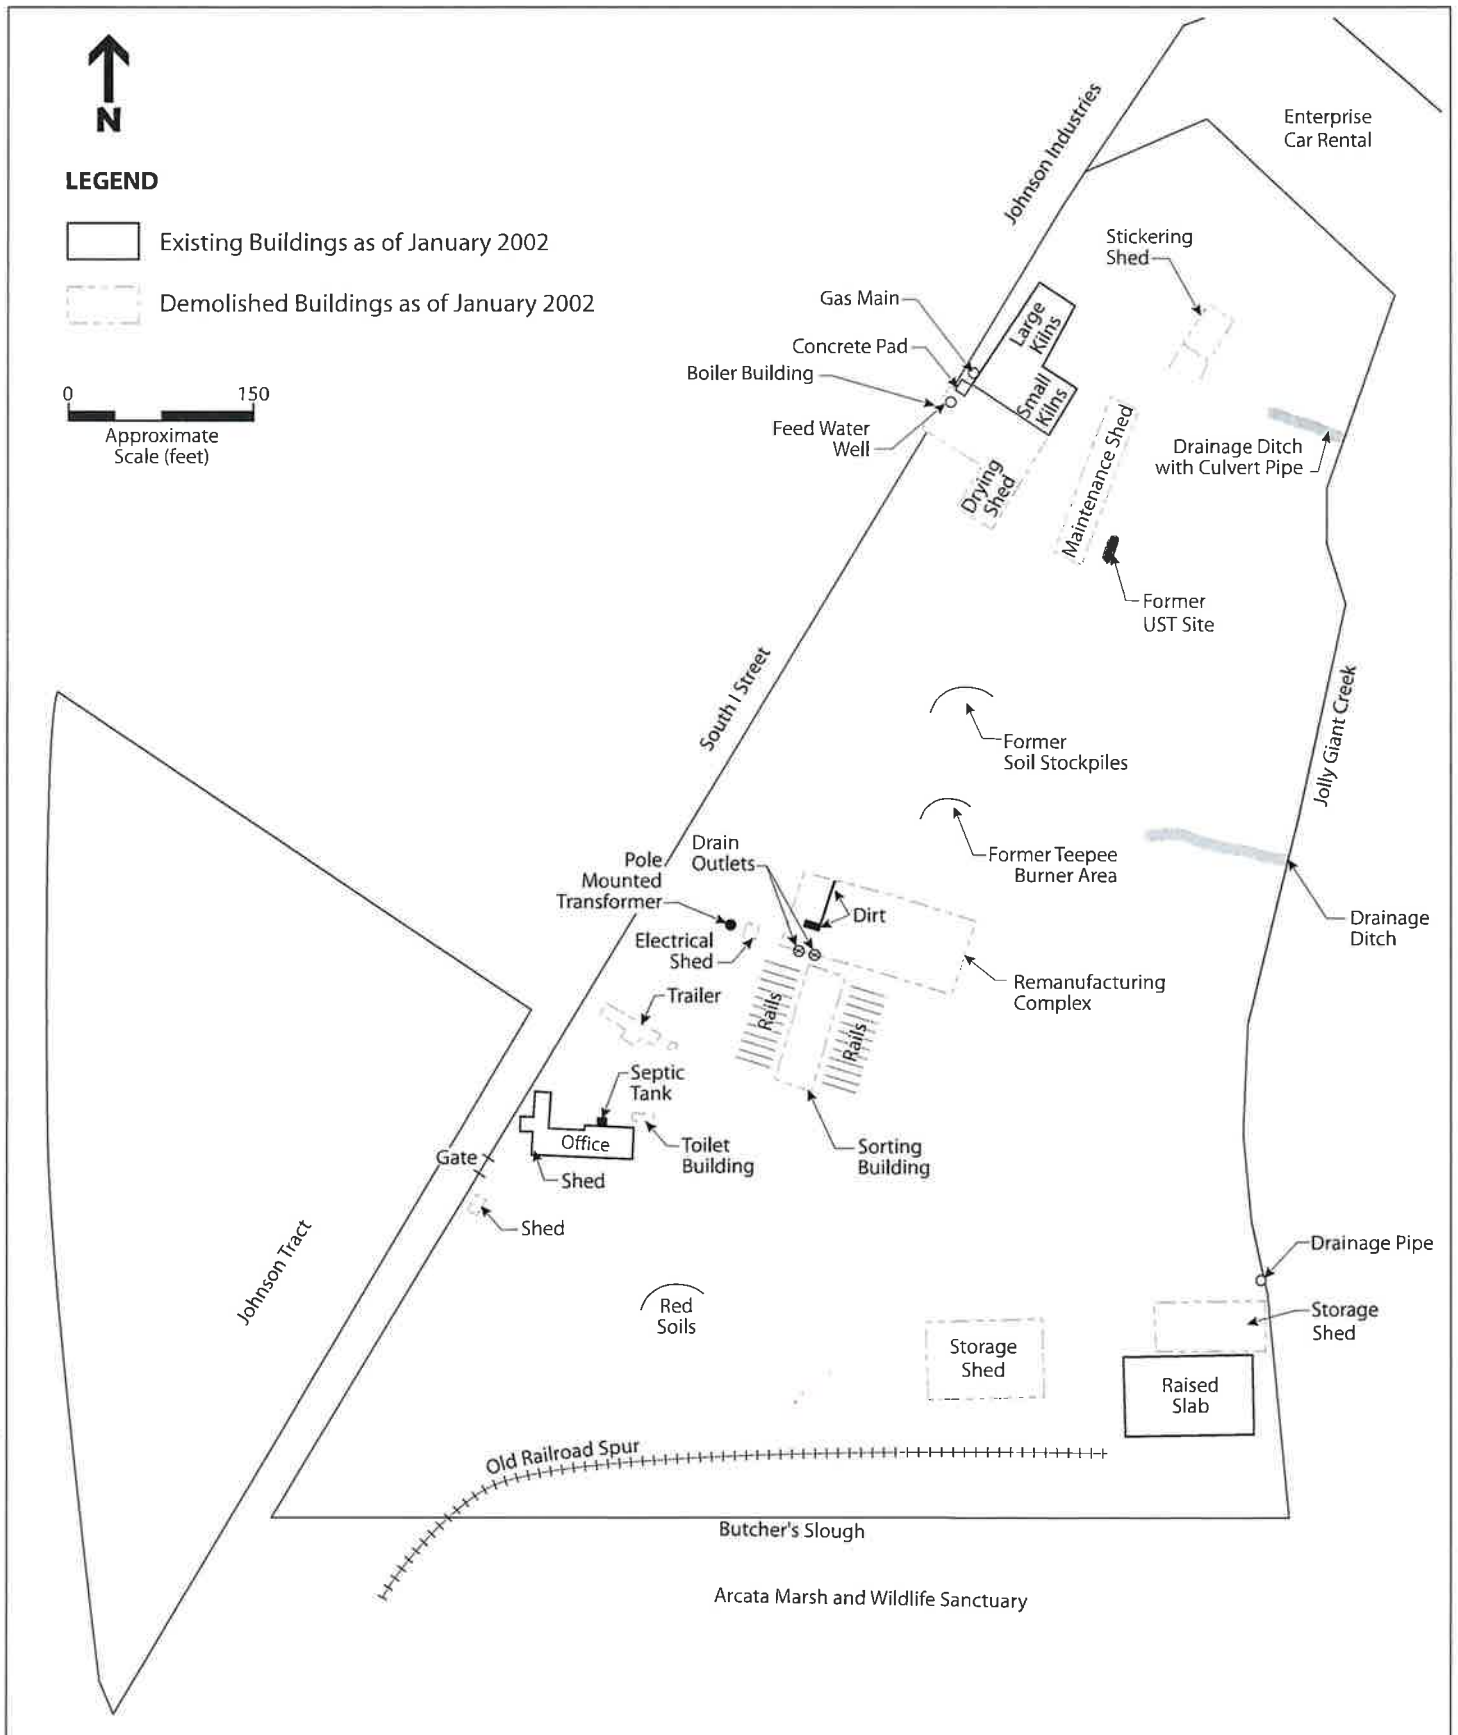 N
LEGEND
Existing Buildings as of January 2002
Demolished Buildings as of January 2002
0 150
Approximate
Scale (feet)
Johnson Industries
Enterprise
Car Rental
Stickering
Shed
Gas Main
Large
Kilns
Concrete Pad
Boiler Building
Small
Kilns
Feed Water
Well
Drying
Shed
Maintenance Shed
Drainage Ditch
with Culvert Pipe
Former
UST Site
South I Street
Jolly Giant Creek
Former
Soil Stockpiles
Former Teepee
Burner Area
Drain
Outlets
Pole
Mounted
Transformer
Dirt
Drainage
Ditch
Electrical
Shed
Remanufacturing
Complex
Trailer
Rails
Rails
Septic
Tank
Office
Toilet
Building
Sorting
Building
Gate
Shed
Shed
Johnson Tract
Drainage Pipe
Red
Soils
Storage
Shed
Storage
Shed
Raised
Slab
Old Railroad Spur
Butcher's Slough
Arcata Marsh and Wildlife Sanctuary